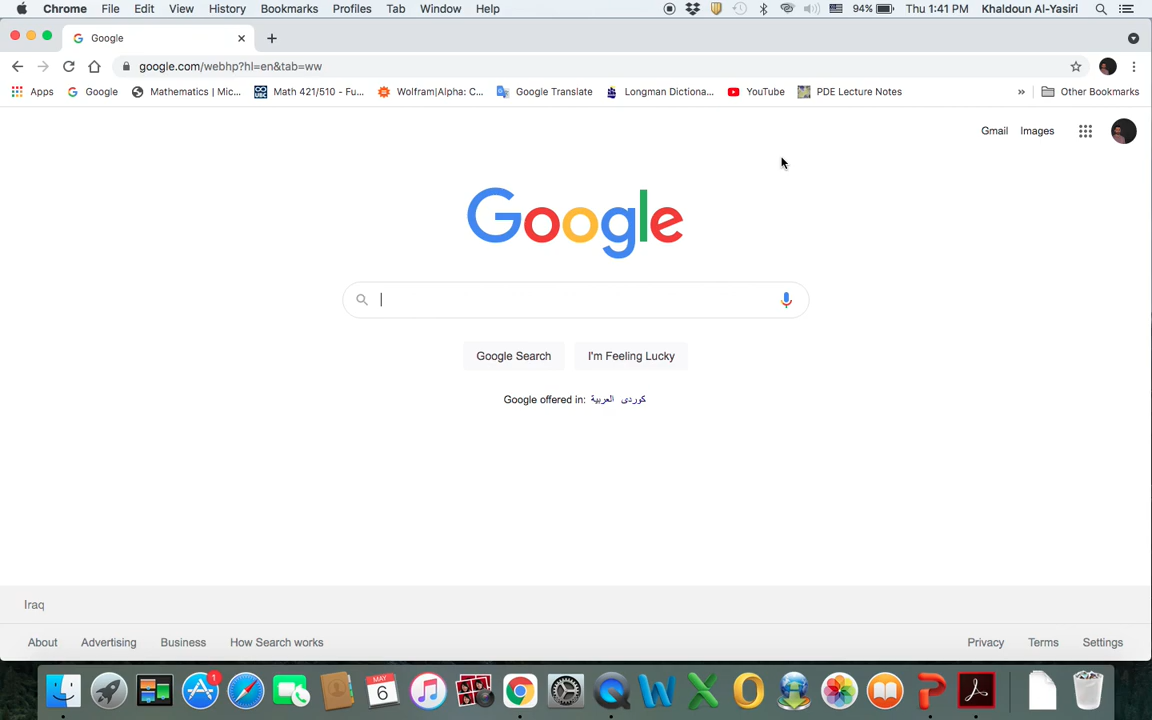 Chrome File Edit View History Bookmarks Profiles Tab Window Help 94% Thu 1:41 PM Khaldoun Al-Yasiri
Google
google.com/webhp?hl=en&tab=ww
Apps Google Mathematics | Mic... Math 421/510 - Fu... Wolfram|Alpha: C... Google Translate Longman Dictiona... YouTube PDE Lecture Notes » Other Bookmarks
Gmail Images
Google
Google Search I'm Feeling Lucky
Google offered in: العربية كوردی
Iraq
About Advertising Business How Search works Privacy Terms Settings
1
MAY
6